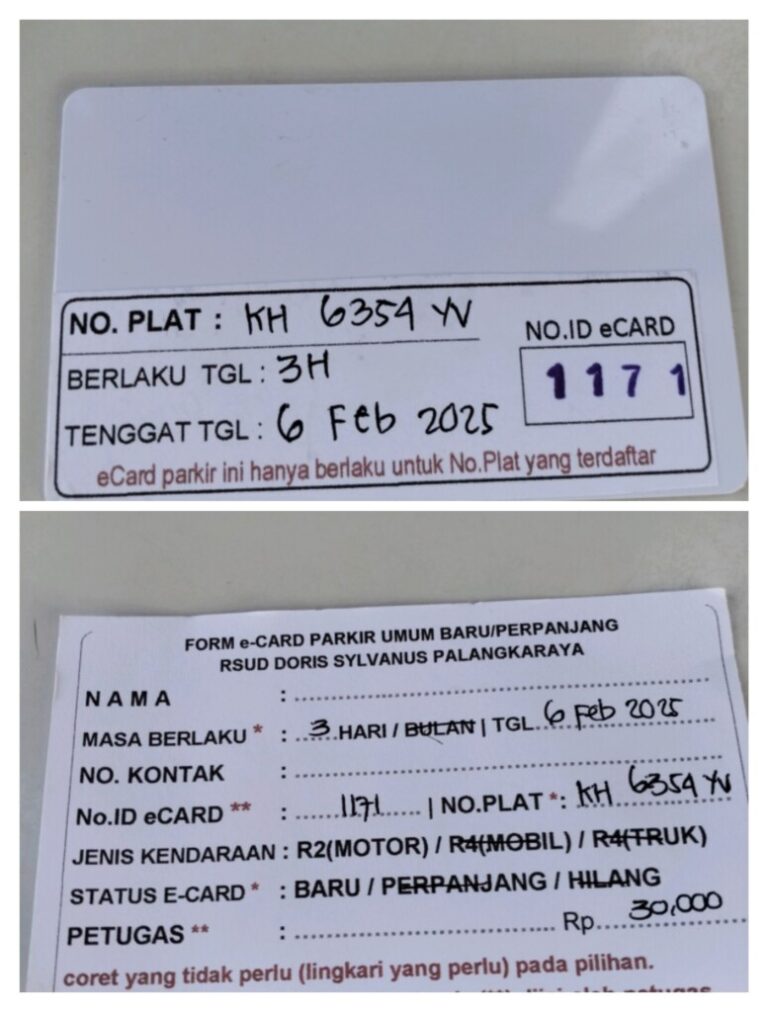 NO. PLAT : KH 6354 YV
NO.ID eCARD
BERLAKU TGL : 3H
1171
TENGGAT TGL : 6 Feb 2025
eCard parkir ini hanya berlaku untuk No.Plat yang terdaftar
FORM e-CARD PARKIR UMUM BARU/PERPANJANG
RSUD DORIS SYLVANUS PALANGKARAYA
NAMA :
MASA BERLAKU * : 3 HARI / BULAN | TGL 6 Feb 2025
NO. KONTAK :
No.ID eCARD ** : 1171 | NO.PLAT *: KH 6354 YV
JENIS KENDARAAN : R2(MOTOR) / R4(MOBIL) / R4(TRUK)
STATUS E-CARD * : BARU / PERPANJANG / HILANG
PETUGAS ** : Rp. 30,000
coret yang tidak perlu (lingkari yang perlu) pada pilihan.